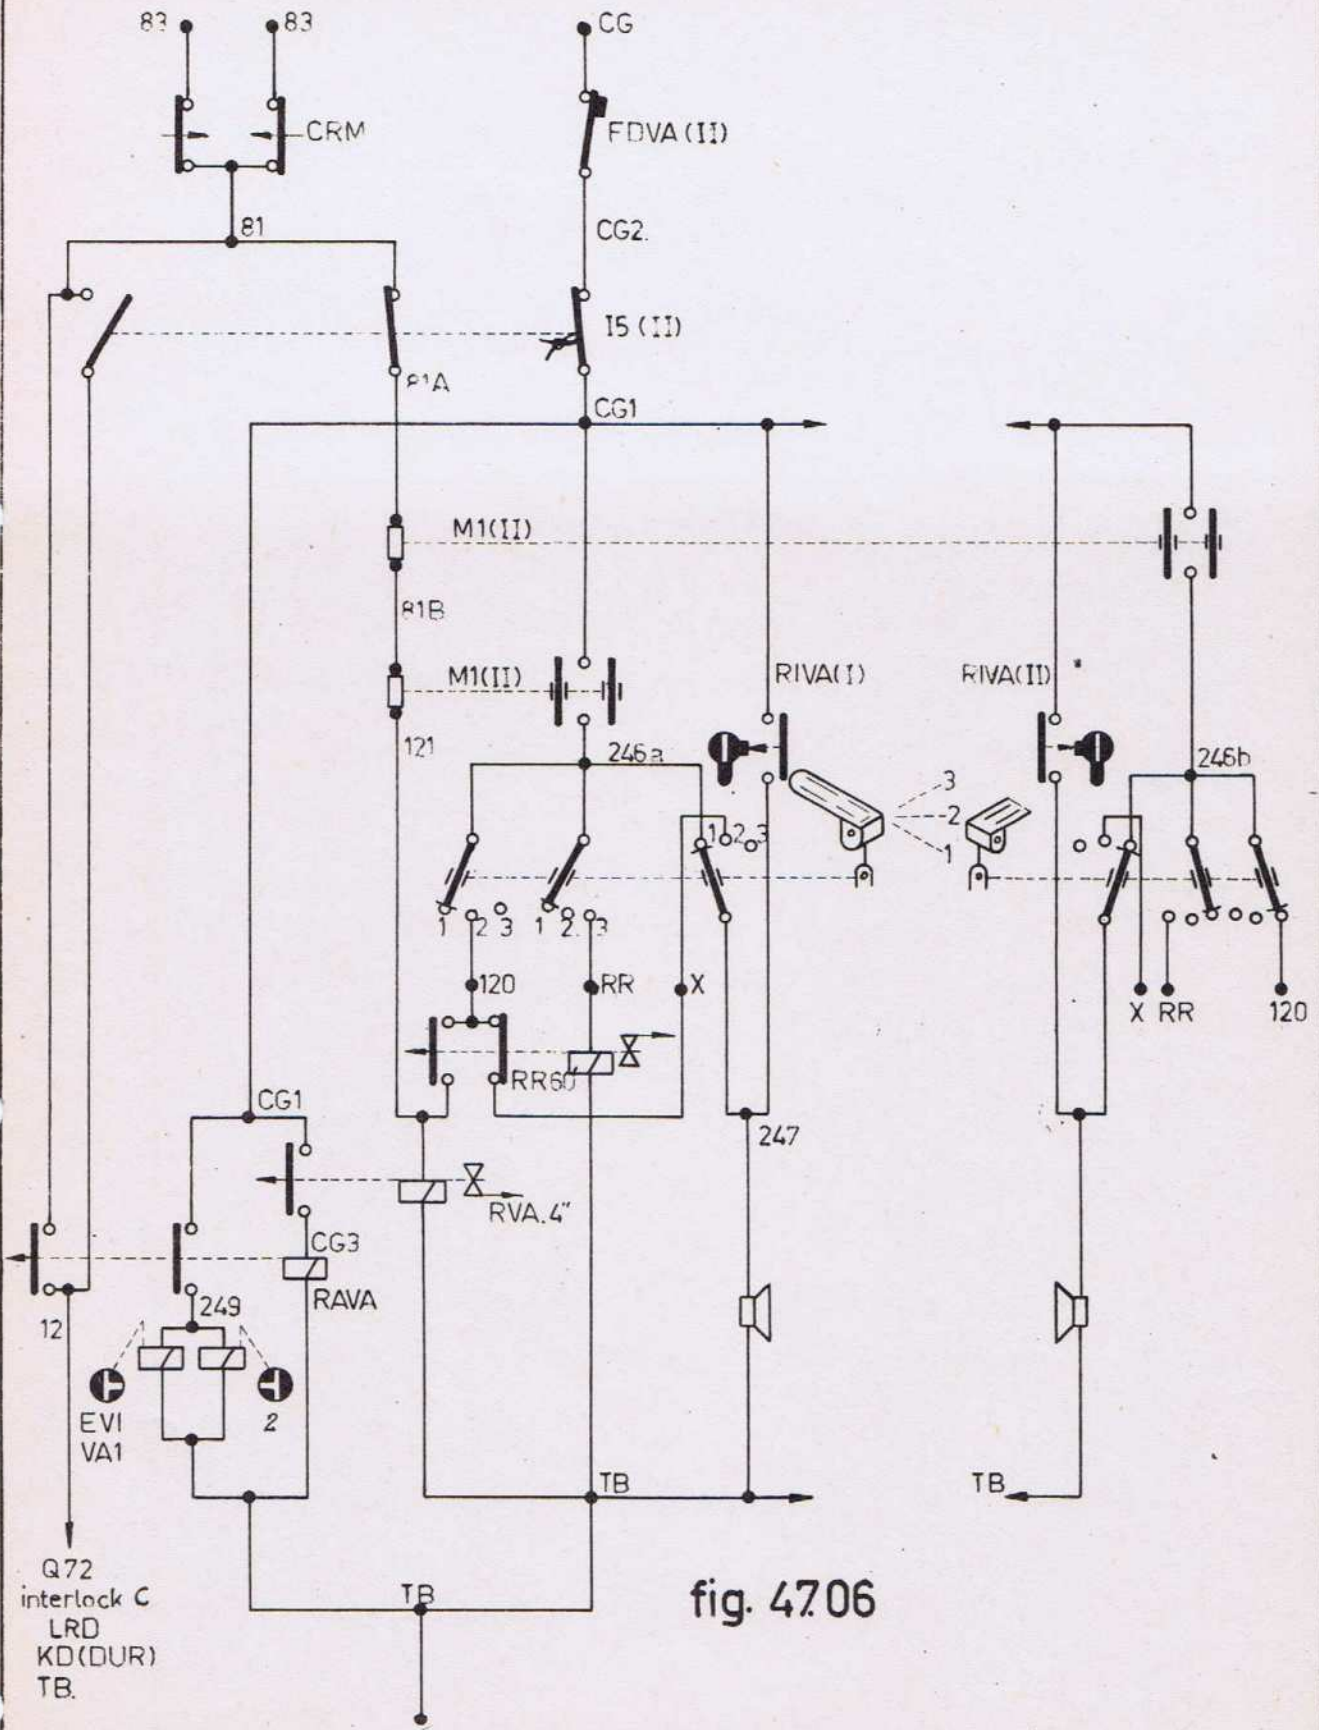 83
83
CG
CRM
FDVA (II)
81
CG2.
I5 (II)
81A
CG1
M1(II)
81B
M1(II)
RIVA(I)
RIVA(II)
121
246a
246b
3
2
1
1 2 3
1 2 3
1 2 3
120
RR
X
X
RR
120
RR60"
CG1
247
RVA.4"
CG3
RAVA
249
12
EVI
VA1
2
TB
TB
Q72
interlock C
LRD
KD(DUR)
TB.
TB
fig. 47.06